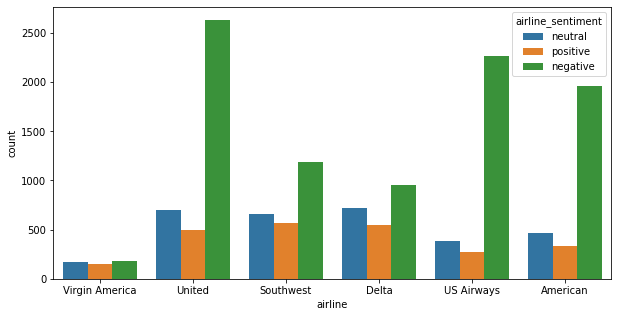 airline_sentiment
neutral
positive
negative
2500
2000
1500
1000
500
0
count
Virgin America United Southwest Delta US Airways American
airline